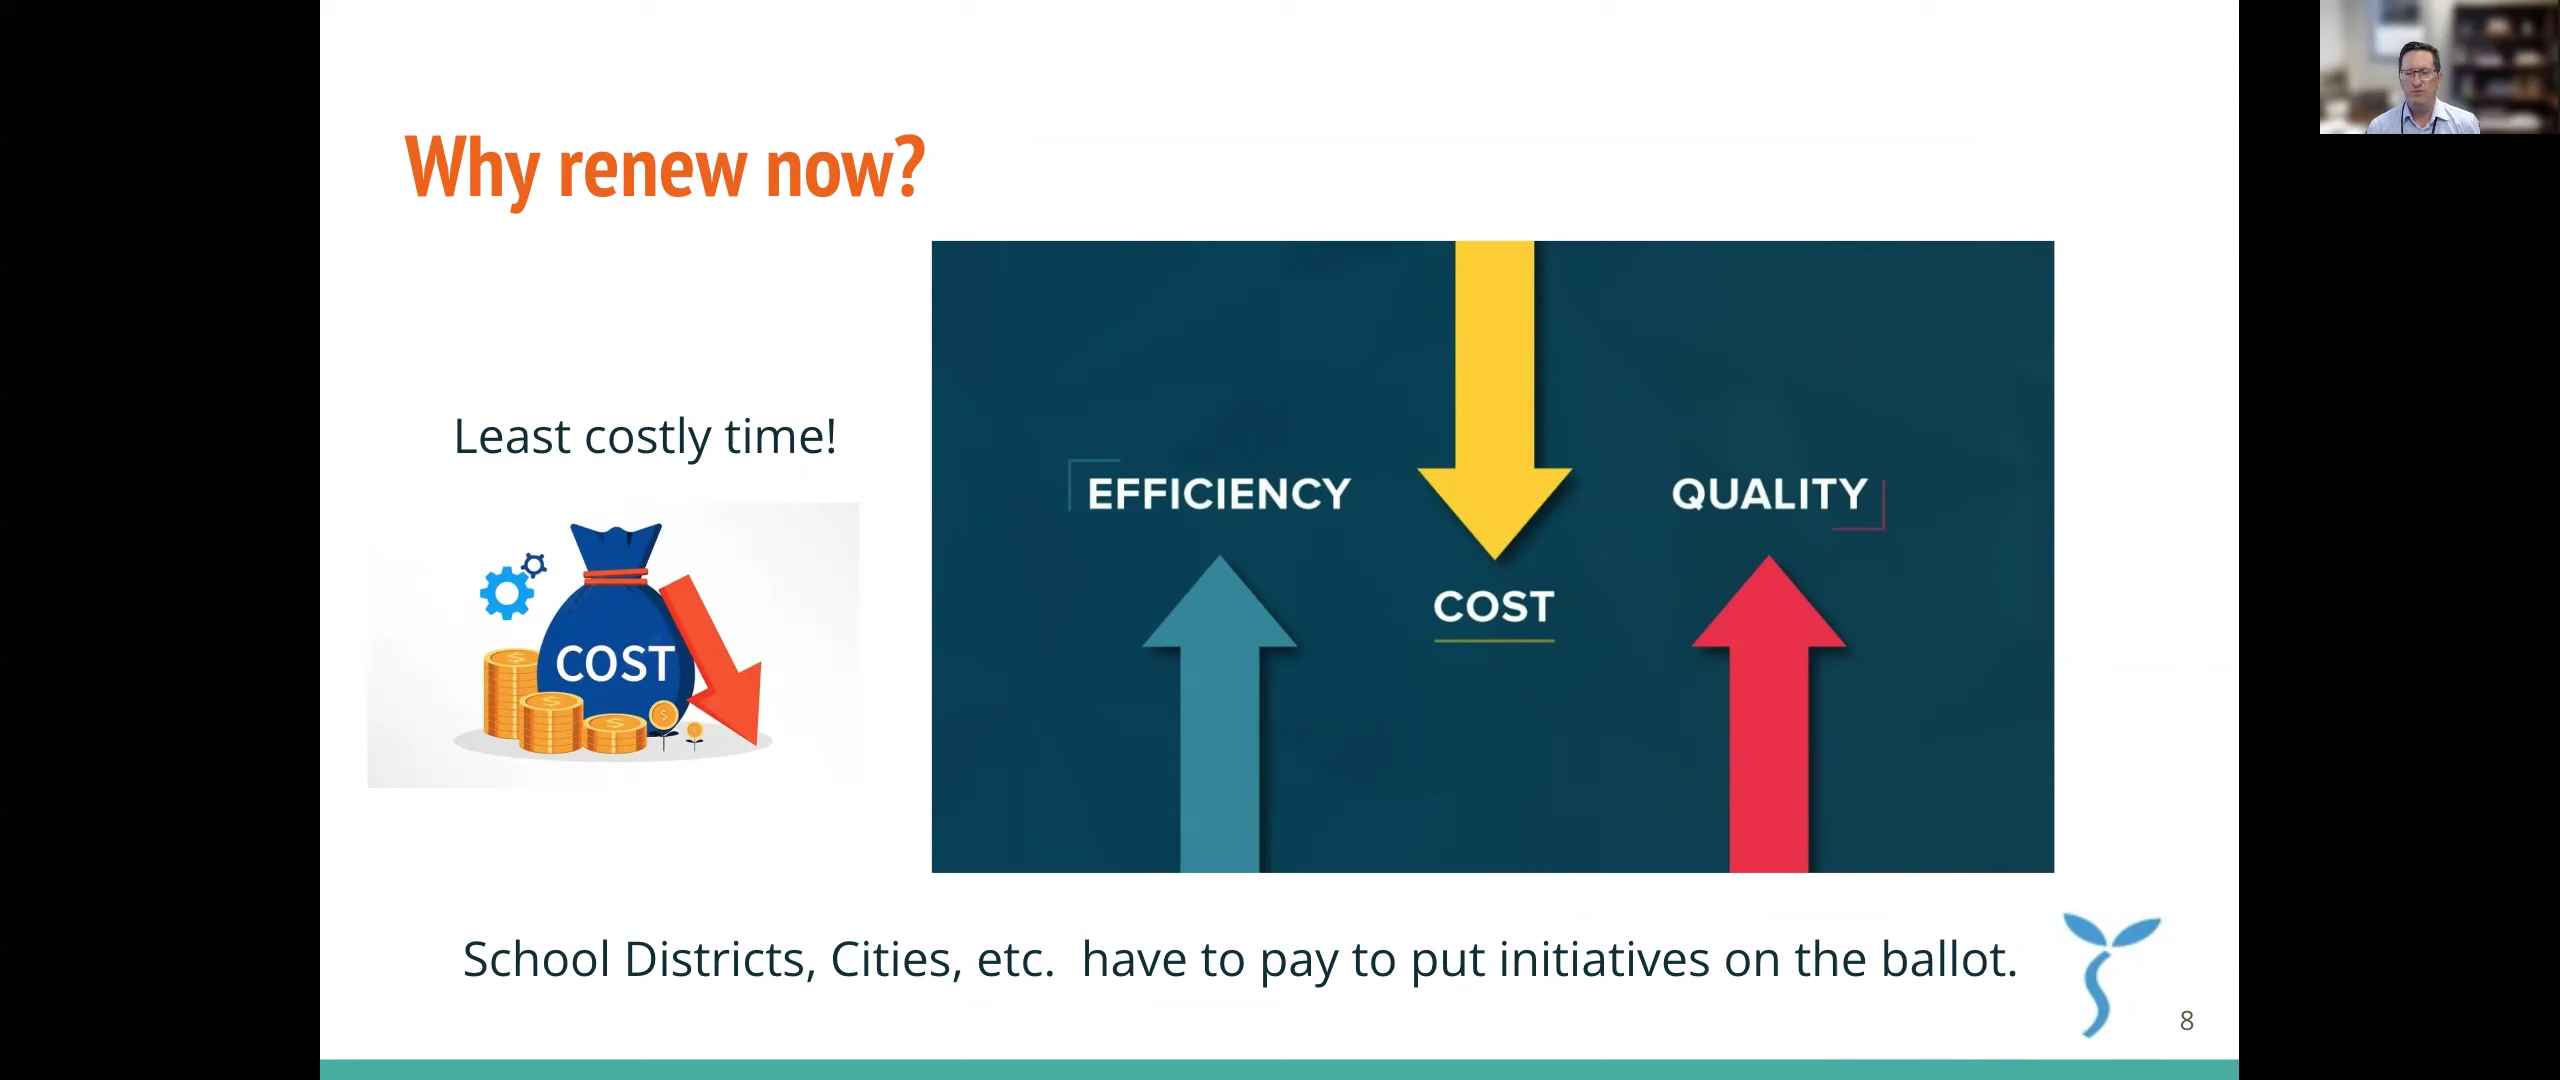 Why renew now?
Least costly time!
COST
EFFICIENCY
COST
QUALITY
School Districts, Cities, etc.  have to pay to put initiatives on the ballot.
8